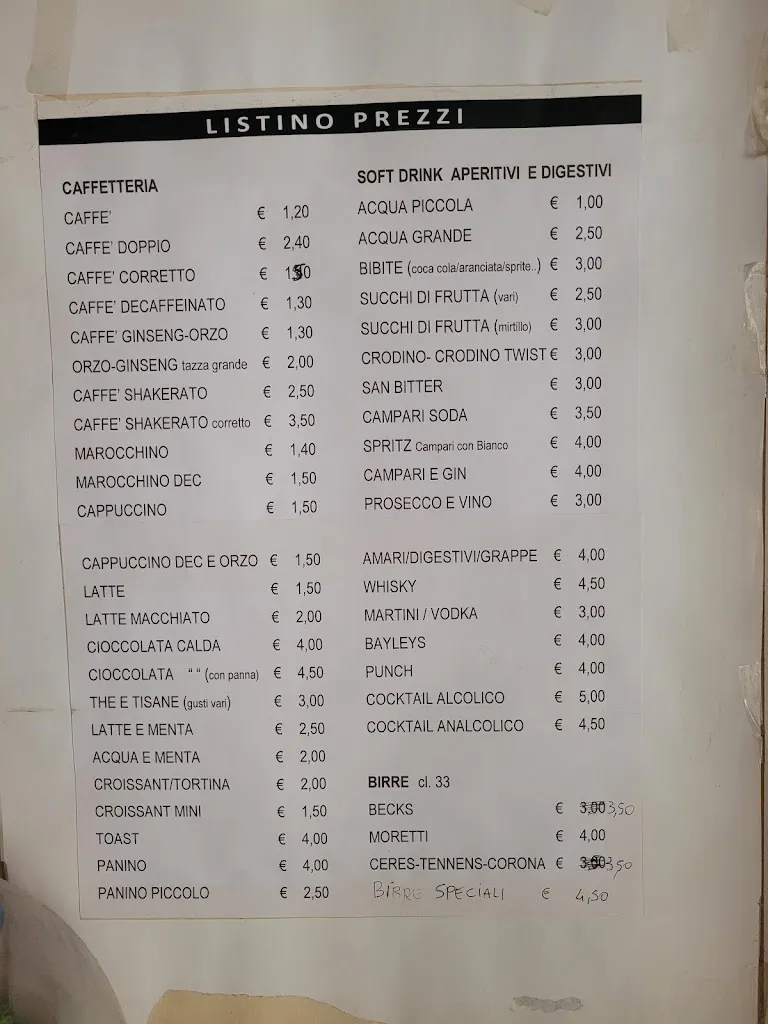 LISTINO PREZZI
CAFFETTERIA
CAFFE' € 1,20
CAFFE' DOPPIO € 2,40
CAFFE' CORRETTO €
CAFFE' DECAFFEINATO € 1,30
CAFFE' GINSENG-ORZO € 1,30
ORZO-GINSENG tazza grande € 2,00
CAFFE' SHAKERATO € 2,50
CAFFE' SHAKERATO corretto € 3,50
MAROCCHINO € 1,40
MAROCCHINO DEC € 1,50
CAPPUCCINO € 1,50
CAPPUCCINO DEC E ORZO € 1,50
LATTE € 1,50
LATTE MACCHIATO € 2,00
CIOCCOLATA CALDA € 4,00
CIOCCOLATA " " (con panna) € 4,50
THE E TISANE (gusti vari) € 3,00
LATTE E MENTA € 2,50
ACQUA E MENTA € 2,00
CROISSANT/TORTINA € 2,00
CROISSANT MINI € 1,50
TOAST € 4,00
PANINO € 4,00
PANINO PICCOLO € 2,50
SOFT DRINK APERITIVI E DIGESTIVI
ACQUA PICCOLA € 1,00
ACQUA GRANDE € 2,50
BIBITE (coca cola/aranciata/sprite..) € 3,00
SUCCHI DI FRUTTA (vari) € 2,50
SUCCHI DI FRUTTA (mirtillo) € 3,00
CRODINO- CRODINO TWIST € 3,00
SAN BITTER € 3,00
CAMPARI SODA € 3,50
SPRITZ Campari con Bianco € 4,00
CAMPARI E GIN € 4,00
PROSECCO E VINO € 3,00
AMARI/DIGESTIVI/GRAPPE € 4,00
WHISKY € 4,50
MARTINI / VODKA € 3,00
BAYLEYS € 4,00
PUNCH € 4,00
COCKTAIL ALCOLICO € 5,00
COCKTAIL ANALCOLICO € 4,50
BIRRE cl. 33
BECKS € 3,00 3,50
MORETTI € 4,00
CERES-TENNENS-CORONA € 3,50
BIRRE SPECIALI € 4,50